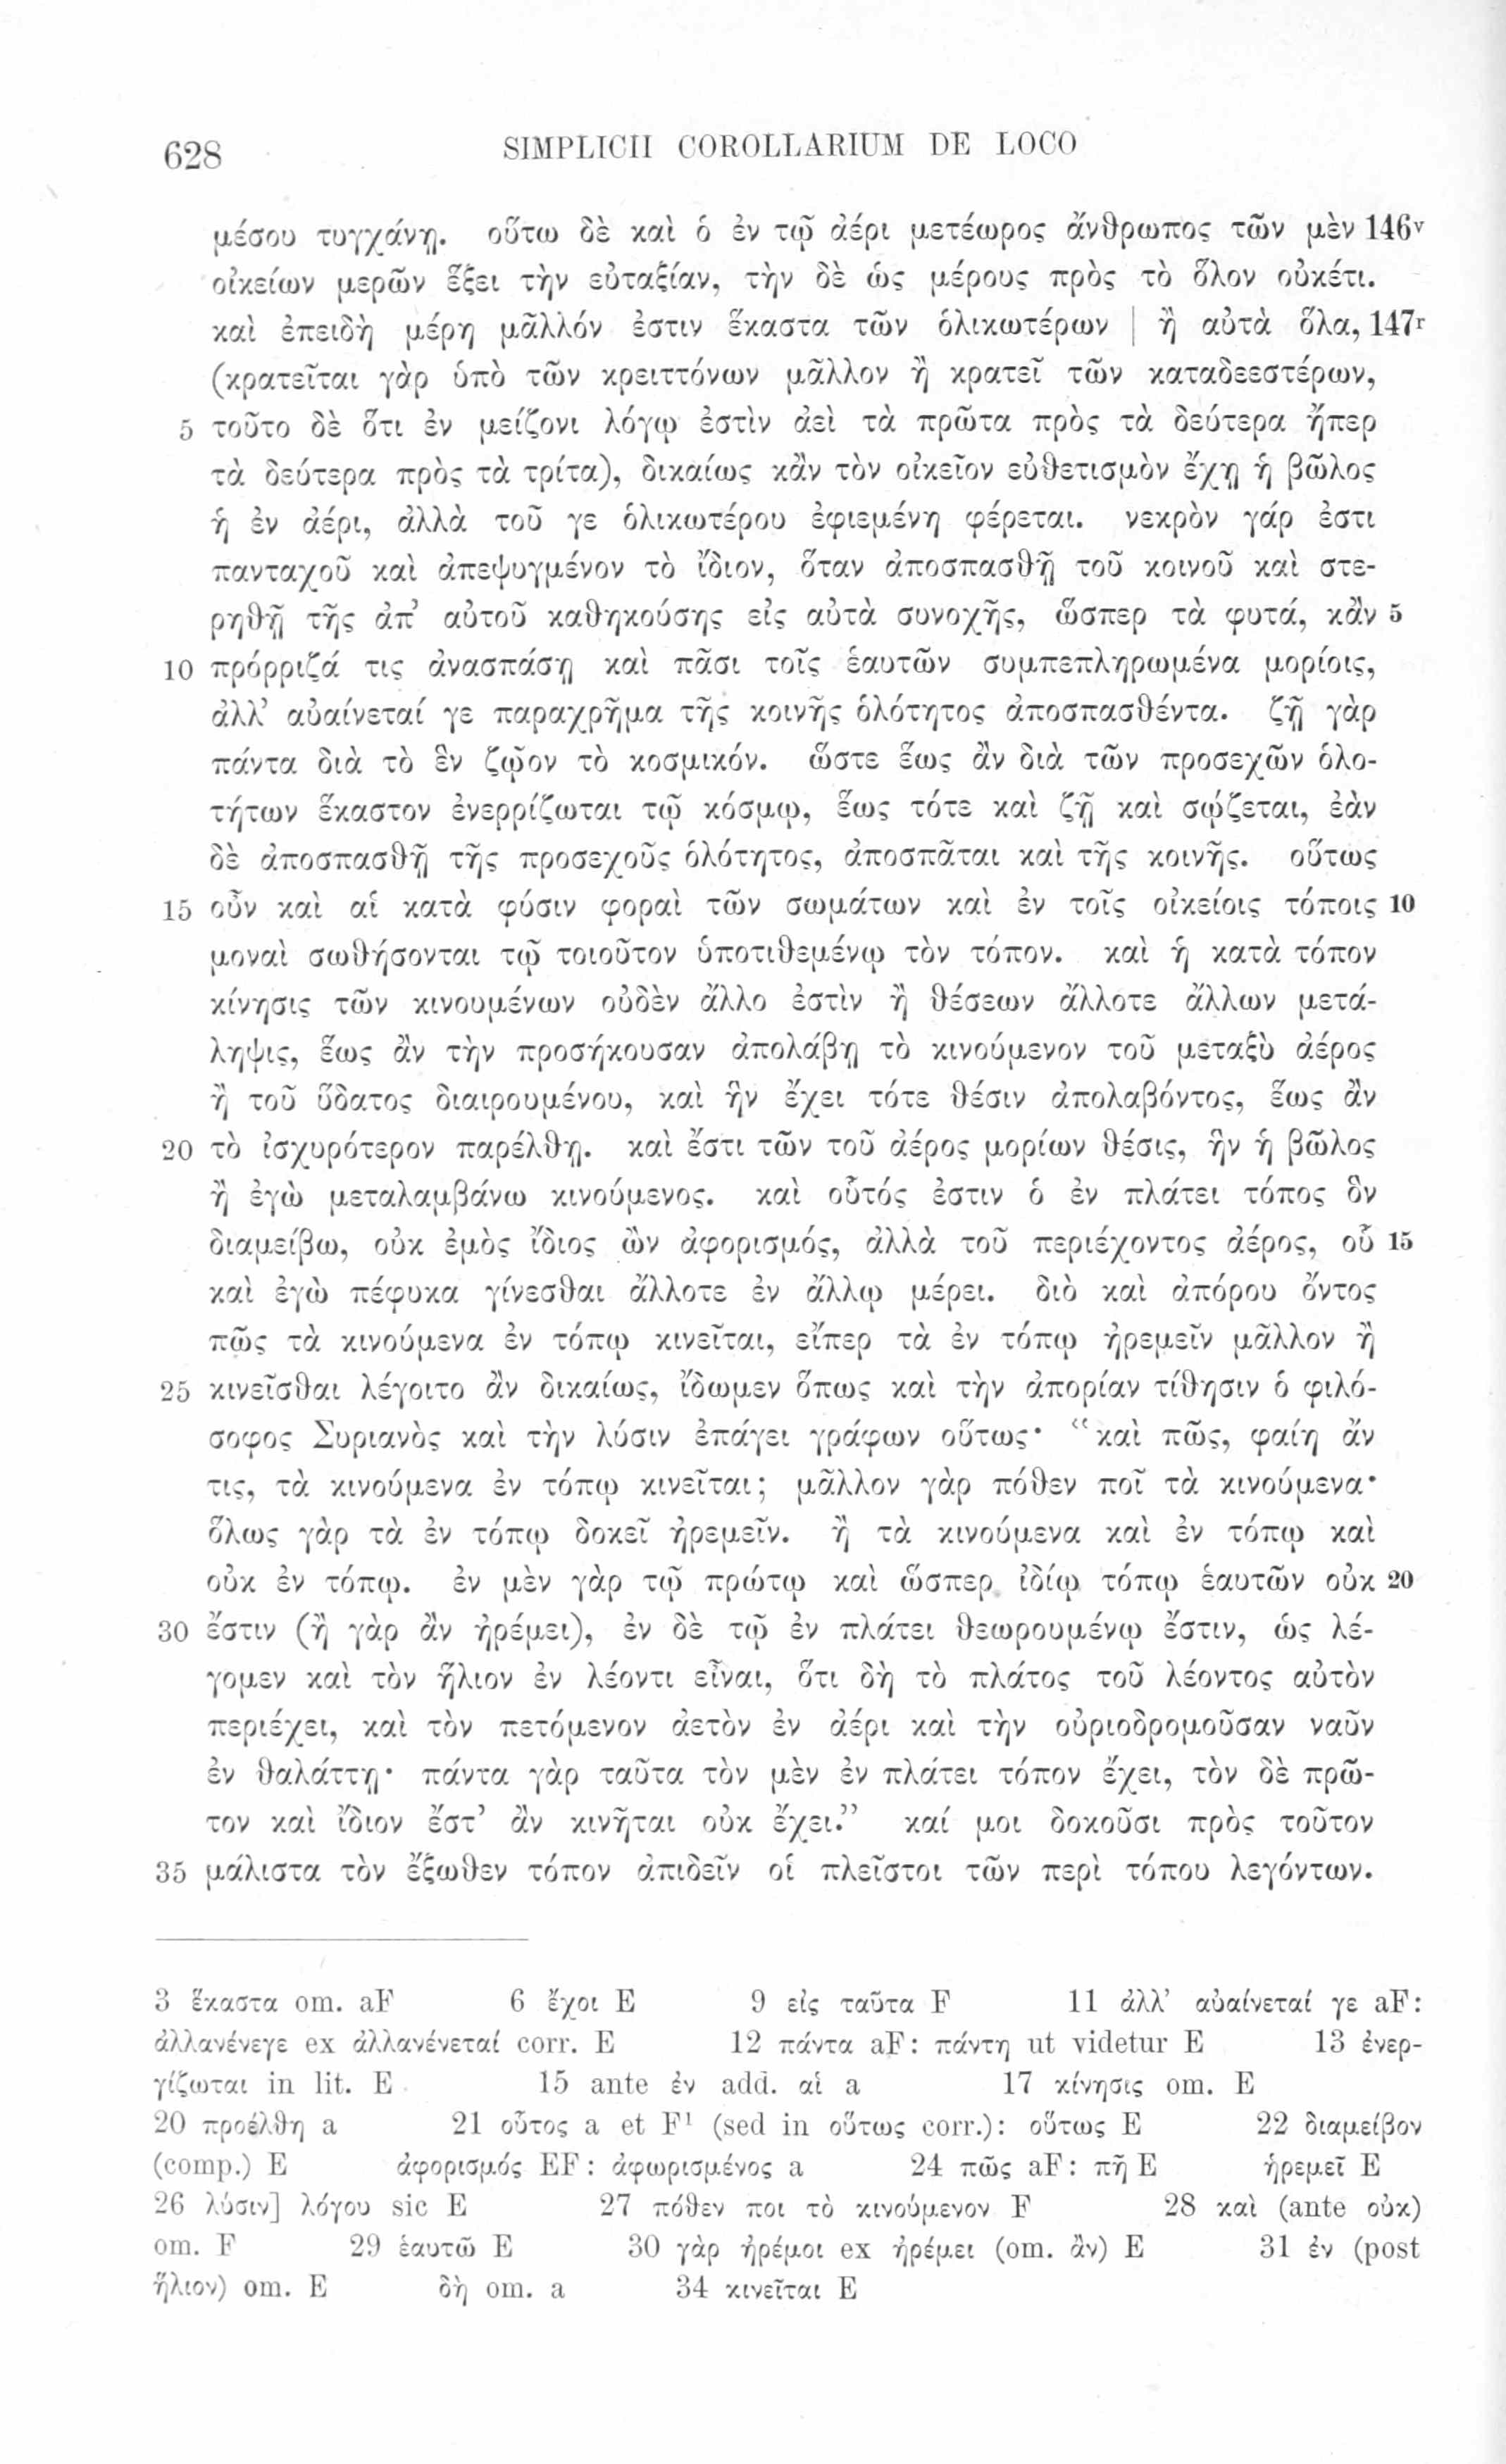 628 SIMPLICII COROLLARIUM DE LOCO
μέσου τυγχάνῃ. οὕτω δὲ καὶ ὁ ἐν τῷ ἀέρι μετέωρος ἄνθρωπος τῶν μὲν 146v
οἰκείων μερῶν ἕξει τὴν εὐταξίαν, τὴν δὲ ὡς μέρους πρὸς τὸ ὅλον οὐκέτι.
καὶ ἐπειδὴ μέρη μᾶλλόν ἐστιν ἕκαστα τῶν ὁλικωτέρων | ἢ αὐτὰ ὅλα, 147r
(κρατεῖται γὰρ ὑπὸ τῶν κρειττόνων μᾶλλον ἢ κρατεῖ τῶν καταδεεστέρων,
5 τοῦτο δὲ ὅτι ἐν μείζονι λόγῳ ἐστὶν ἀεὶ τὰ πρῶτα πρὸς τὰ δεύτερα ἤπερ
τὰ δεύτερα πρὸς τὰ τρίτα), δικαίως κἂν τὸν οἰκεῖον εὐθετισμὸν ἔχῃ ἡ βῶλος
ἡ ἐν ἀέρι, ἀλλὰ τοῦ γε ὁλικωτέρου ἐφιεμένη φέρεται. νεκρὸν γάρ ἐστι
πανταχοῦ καὶ ἀπεψυγμένον τὸ ἴδιον, ὅταν ἀποσπασθῇ τοῦ κοινοῦ καὶ στε-
ρηθῇ τῆς ἀπ’ αὐτοῦ καθηκούσης εἰς αὐτὰ συνοχῆς, ὥσπερ τὰ φυτά, κἂν 5
10 πρόρριζά τις ἀνασπάσῃ καὶ πᾶσι τοῖς ἑαυτῶν συμπεπληρωμένα μορίοις,
ἀλλ’ αὐαίνεταί γε παραχρῆμα τῆς κοινῆς ὁλότητος ἀποσπασθέντα. ζῇ γὰρ
πάντα διὰ τὸ ἓν ζῷον τὸ κοσμικόν. ὥστε ἕως ἂν διὰ τῶν προσεχῶν ὁλο-
τήτων ἕκαστον ἐνερρίζωται τῷ κόσμῳ, ἕως τότε καὶ ζῇ καὶ σῴζεται, ἐὰν
δὲ ἀποσπασθῇ τῆς προσεχοῦς ὁλότητος, ἀποσπᾶται καὶ τῆς κοινῆς. οὕτως
15 οὖν καὶ αἱ κατὰ φύσιν φοραὶ τῶν σωμάτων καὶ ἐν τοῖς οἰκείοις τόποις 10
μοναὶ σωθήσονται τῷ τοιοῦτον ὑποτιθεμένῳ τὸν τόπον. καὶ ἡ κατὰ τόπον
κίνησις τῶν κινουμένων οὐδὲν ἄλλο ἐστὶν ἢ θέσεων ἄλλοτε ἄλλων μετά-
ληψις, ἕως ἂν τὴν προσήκουσαν ἀπολάβῃ τὸ κινούμενον τοῦ μεταξὺ ἀέρος
ἢ τοῦ ὕδατος διαιρουμένου, καὶ ἣν ἔχει τότε θέσιν ἀπολαβόντος, ἕως ἂν
20 τὸ ἰσχυρότερον παρέλθῃ. καὶ ἔστι τῶν τοῦ ἀέρος μορίων θέσις, ἣν ἡ βῶλος
ἢ ἐγὼ μεταλαμβάνω κινούμενος. καὶ οὗτός ἐστιν ὁ ἐν πλάτει τόπος ὃν
διαμείβω, οὐκ ἐμὸς ἴδιος ὢν ἀφορισμός, ἀλλὰ τοῦ περιέχοντος ἀέρος, οὗ 15
καὶ ἐγὼ πέφυκα γίνεσθαι ἄλλοτε ἐν ἄλλῳ μέρει. διὸ καὶ ἀπόρου ὄντος
πῶς τὰ κινούμενα ἐν τόπῳ κινεῖται, εἴπερ τὰ ἐν τόπῳ ἠρεμεῖν μᾶλλον ἢ
25 κινεῖσθαι λέγοιτο ἂν δικαίως, ἴδωμεν ὅπως καὶ τὴν ἀπορίαν τίθησιν ὁ φιλό-
σοφος Συριανὸς καὶ τὴν λύσιν ἐπάγει γράφων οὕτως· “καὶ πῶς, φαίη ἄν
τις, τὰ κινούμενα ἐν τόπῳ κινεῖται; μᾶλλον γὰρ πόθεν ποῖ τὰ κινούμενα·
ὅλως γὰρ τὰ ἐν τόπῳ δοκεῖ ἠρεμεῖν. ἢ τὰ κινούμενα καὶ ἐν τόπῳ καὶ
οὐκ ἐν τόπῳ. ἐν μὲν γὰρ τῷ πρώτῳ καὶ ὥσπερ ἰδίῳ τόπῳ ἑαυτῶν οὐκ 20
30 ἔστιν (ἢ γὰρ ἂν ἠρέμει), ἐν δὲ τῷ ἐν πλάτει θεωρουμένῳ ἔστιν, ὡς λέ-
γομεν καὶ τὸν ἥλιον ἐν λέοντι εἶναι, ὅτι δὴ τὸ πλάτος τοῦ λέοντος αὐτὸν
περιέχει, καὶ τὸν πετόμενον ἀετὸν ἐν ἀέρι καὶ τὴν οὐριοδρομοῦσαν ναῦν
ἐν θαλάττῃ· πάντα γὰρ ταῦτα τὸν μὲν ἐν πλάτει τόπον ἔχει, τὸν δὲ πρῶ-
τον καὶ ἴδιον ἔστ’ ἂν κινῆται οὐκ ἔχει.” καί μοι δοκοῦσι πρὸς τοῦτον
35 μάλιστα τὸν ἔξωθεν τόπον ἀπιδεῖν οἱ πλεῖστοι τῶν περὶ τόπου λεγόντων.
3 ἕκαστα om. aF 6 ἔχοι E 9 εἰς ταῦτα F 11 ἀλλ’ αὐαίνεταί γε aF:
ἀλλανένεγε ex ἀλλανένεταί corr. E 12 πάντα aF: πάντη ut videtur E 13 ἐνερ-
γίζωται in lit. E 15 ante ἐν add. αἱ a 17 κίνησις om. E
20 προέλθη a 21 οὗτος a et F¹ (sed in οὕτως corr.): οὕτως E 22 διαμείβον
(comp.) E ἀφορισμός EF: ἀφωρισμένος a 24 πῶς aF: πῆ E ἠρεμεῖ E
26 λύσιν] λόγου sic E 27 πόθεν ποι τὸ κινούμενον F 28 καὶ (ante οὐκ)
om. F 29 ἑαυτῶ E 30 γὰρ ἠρέμοι ex ἠρέμει (om. ἂν) E 31 ἐν (post
ἥλιον) om. E δὴ om. a 34 κινεῖται E